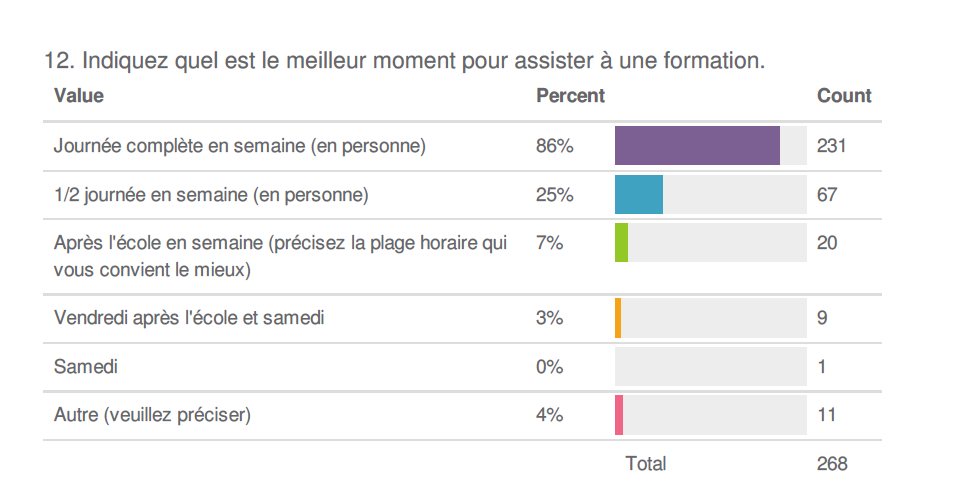 12. Indiquez quel est le meilleur moment pour assister à une formation.
Value Percent Count
Journée complète en semaine (en personne) 86% 231
1/2 journée en semaine (en personne) 25% 67
Après l'école en semaine (précisez la plage horaire qui 7% 20
vous convient le mieux)
Vendredi après l'école et samedi 3% 9
Samedi 0% 1
Autre (veuillez préciser) 4% 11
Total 268